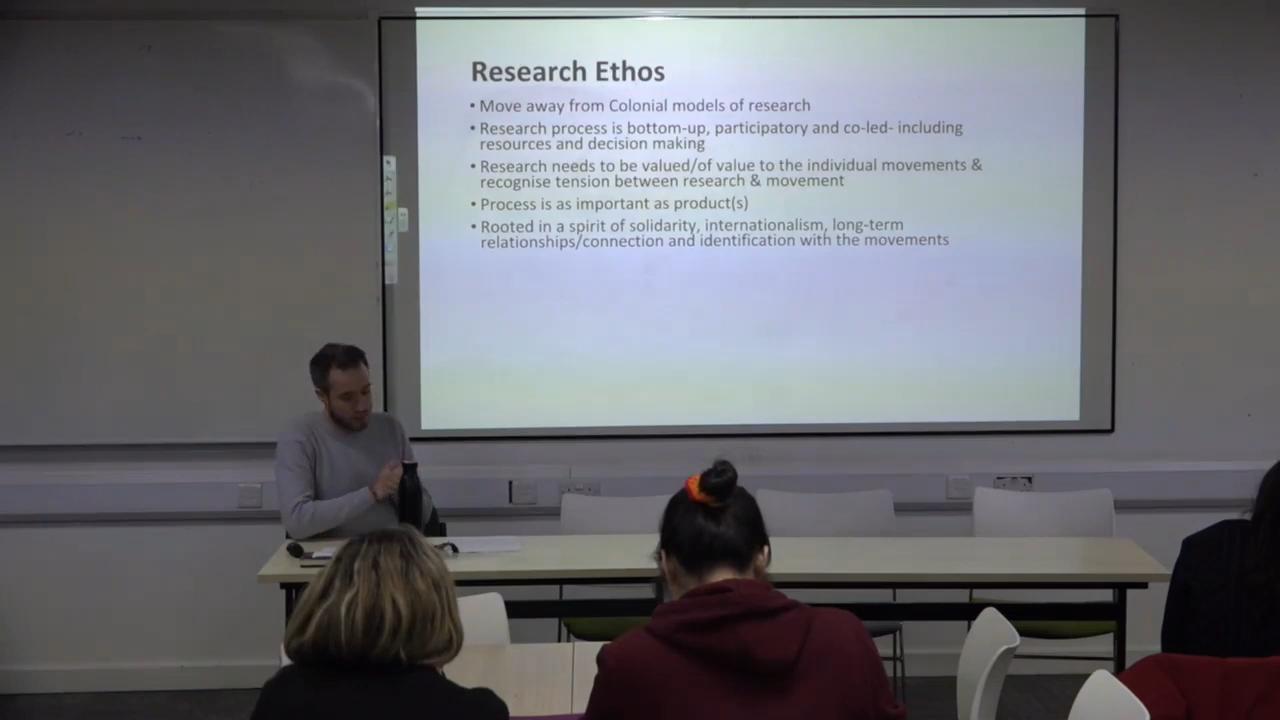 Research Ethos
• Move away from Colonial models of research
• Research process is bottom-up, participatory and co-led- including
resources and decision making
• Research needs to be valued/of value to the individual movements &
recognise tension between research & movement
• Process is as important as product(s)
• Rooted in a spirit of solidarity, internationalism, long-term
relationships/connection and identification with the movements